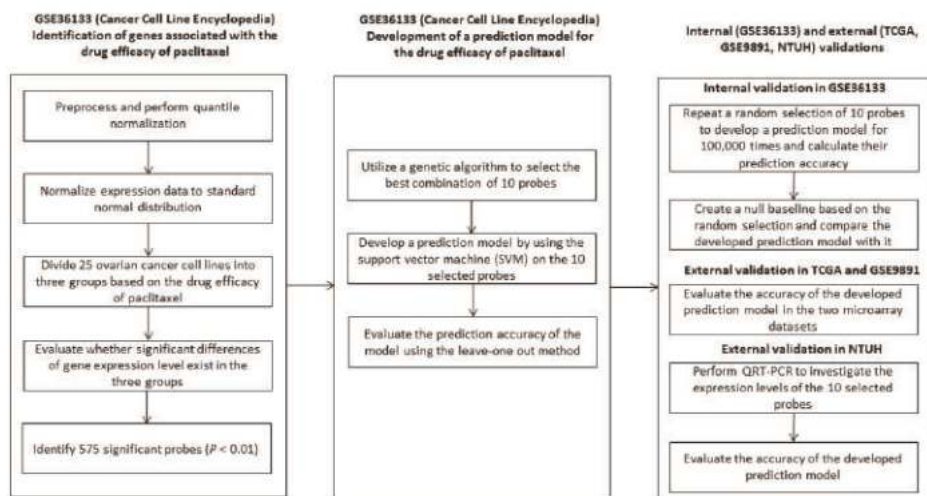 GSE36133 (Cancer Cell Line Encyclopedia)
Identification of genes associated with the
drug efficacy of paclitaxel
Preprocess and perform quantile
normalization
Normalize expression data to standard
normal distribution
Divide 25 ovarian cancer cell lines into
three groups based on the drug efficacy
of paclitaxel
Evaluate whether significant differences
of gene expression level exist in the
three groups
Identify 575 significant probes (P < 0.01)
GSE36133 (Cancer Cell Line Encyclopedia)
Development of a prediction model for
the drug efficacy of paclitaxel
Utilize a genetic algorithm to select the
best combination of 10 probes
Develop a prediction model by using the
support vector machine (SVM) on the 10
selected probes
Evaluate the prediction accuracy of the
model using the leave-one out method
Internal (GSE36133) and external (TCGA,
GSE9891, NTUH) validations
Internal validation in GSE36133
Repeat a random selection of 10 probes
to develop a prediction model for
100,000 times and calculate their
prediction accuracy
Create a null baseline based on the
random selection and compare the
developed prediction model with it
External validation in TCGA and GSE9891
Evaluate the accuracy of the developed
prediction model in the two microarray
datasets
External validation in NTUH
Perform QRT-PCR to investigate the
expression levels of the 10 selected
probes
Evaluate the accuracy of the developed
prediction model